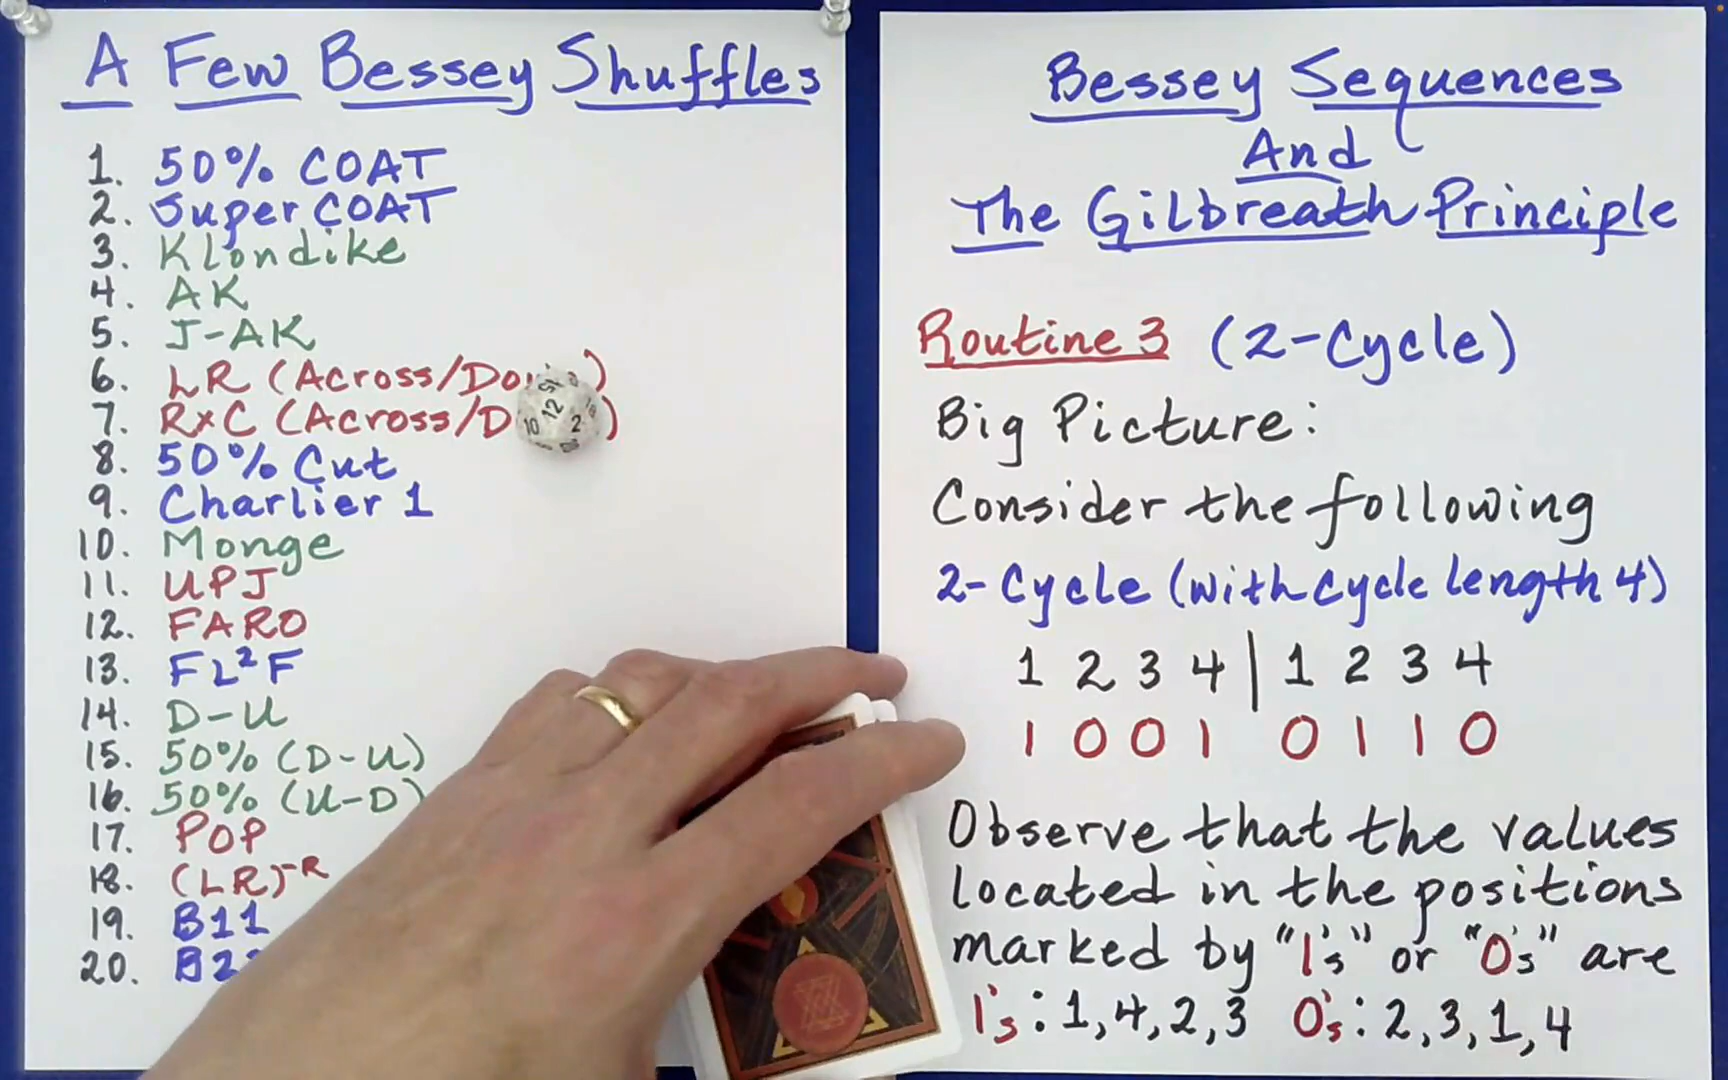 A Few Bessey Shuffles
1. 50% COAT
2. Super COAT
3. Klondike
4. AK
5. J-AK
6. LR (Across/Do
7. RxC (Across/D
8. 50% Cut
9. Charlier 1
10. Monge
11. UPJ
12. FARO
13. FL²F
14. D-U
15. 50% (D-U)
16. 50% (U-D)
17. POP
18. (LR)⁻ᴿ
19. B11
20. B2
12
10
2
Bessey Sequences
And
The Gilbreath Principle
Routine 3 (2-Cycle)
Big Picture:
Consider the following
2-Cycle (with cycle length 4)
1 2 3 4 | 1 2 3 4
1 0 0 1 0 1 1 0
Observe that the values
located in the positions
marked by "1's" or "0's" are
1's: 1, 4, 2, 3 0's: 2, 3, 1, 4